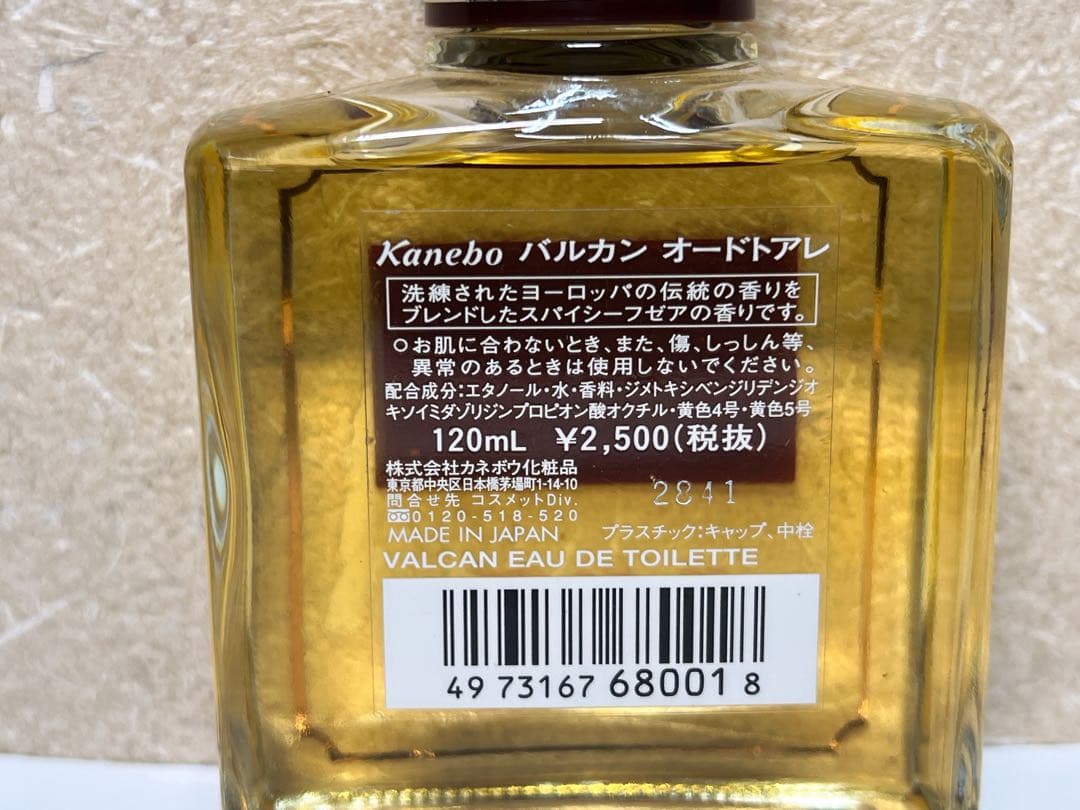 Kanebo バルカン オードトアレ
洗練されたヨーロッパの伝統の香りを
ブレンドしたスパイシーフゼアの香りです。
○お肌に合わないとき、また、傷、しっしん等、
異常のあるときは使用しないでください。
配合成分:エタノール・水・香料・ジメトキシベンジリデンジオ
キソイミダゾリジンプロピオン酸オクチル・黄色4号・黄色5号
120mL ¥2,500(税抜)
株式会社カネボウ化粧品
東京都中央区日本橋茅場町1-14-10
問合せ先 コスメットDiv.
0120-518-520
2841
MADE IN JAPAN プラスチック:キャップ、中栓
VALCAN EAU DE TOILETTE
49 73167 68001 8